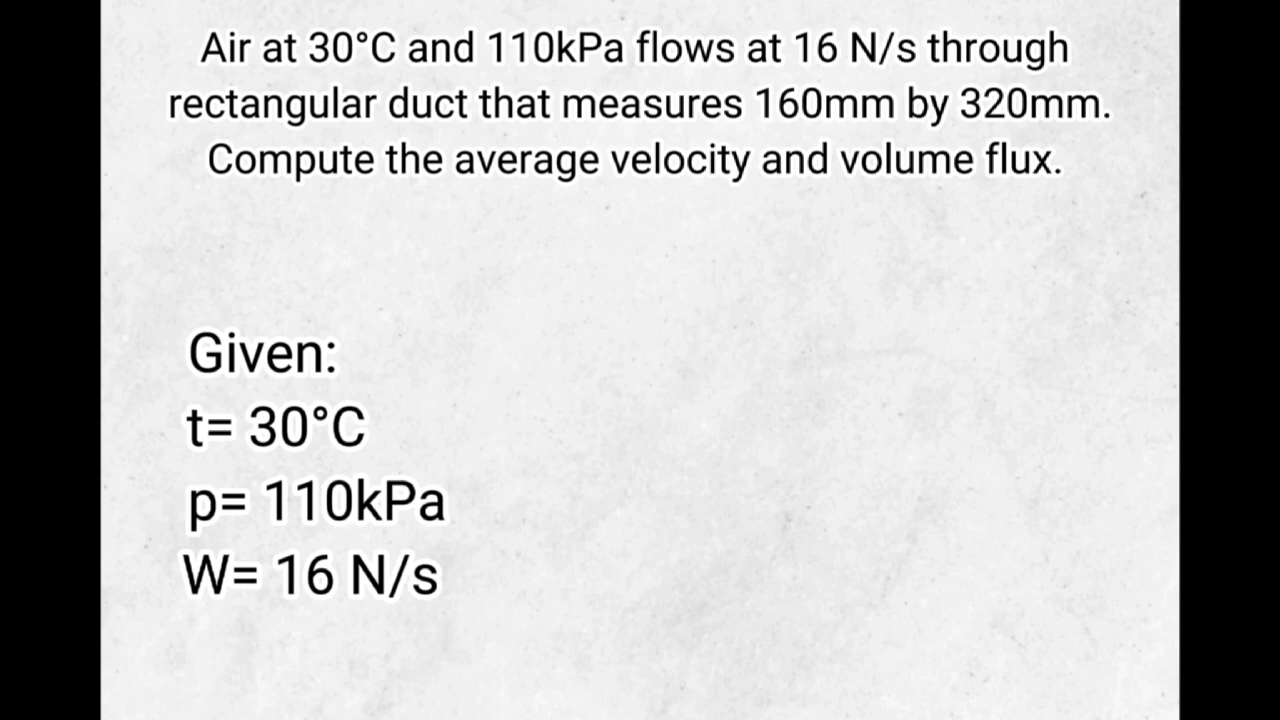 Air at 30°C and 110kPa flows at 16 N/s through
rectangular duct that measures 160mm by 320mm.
Compute the average velocity and volume flux.
Given:
t= 30°C
p= 110kPa
W= 16 N/s